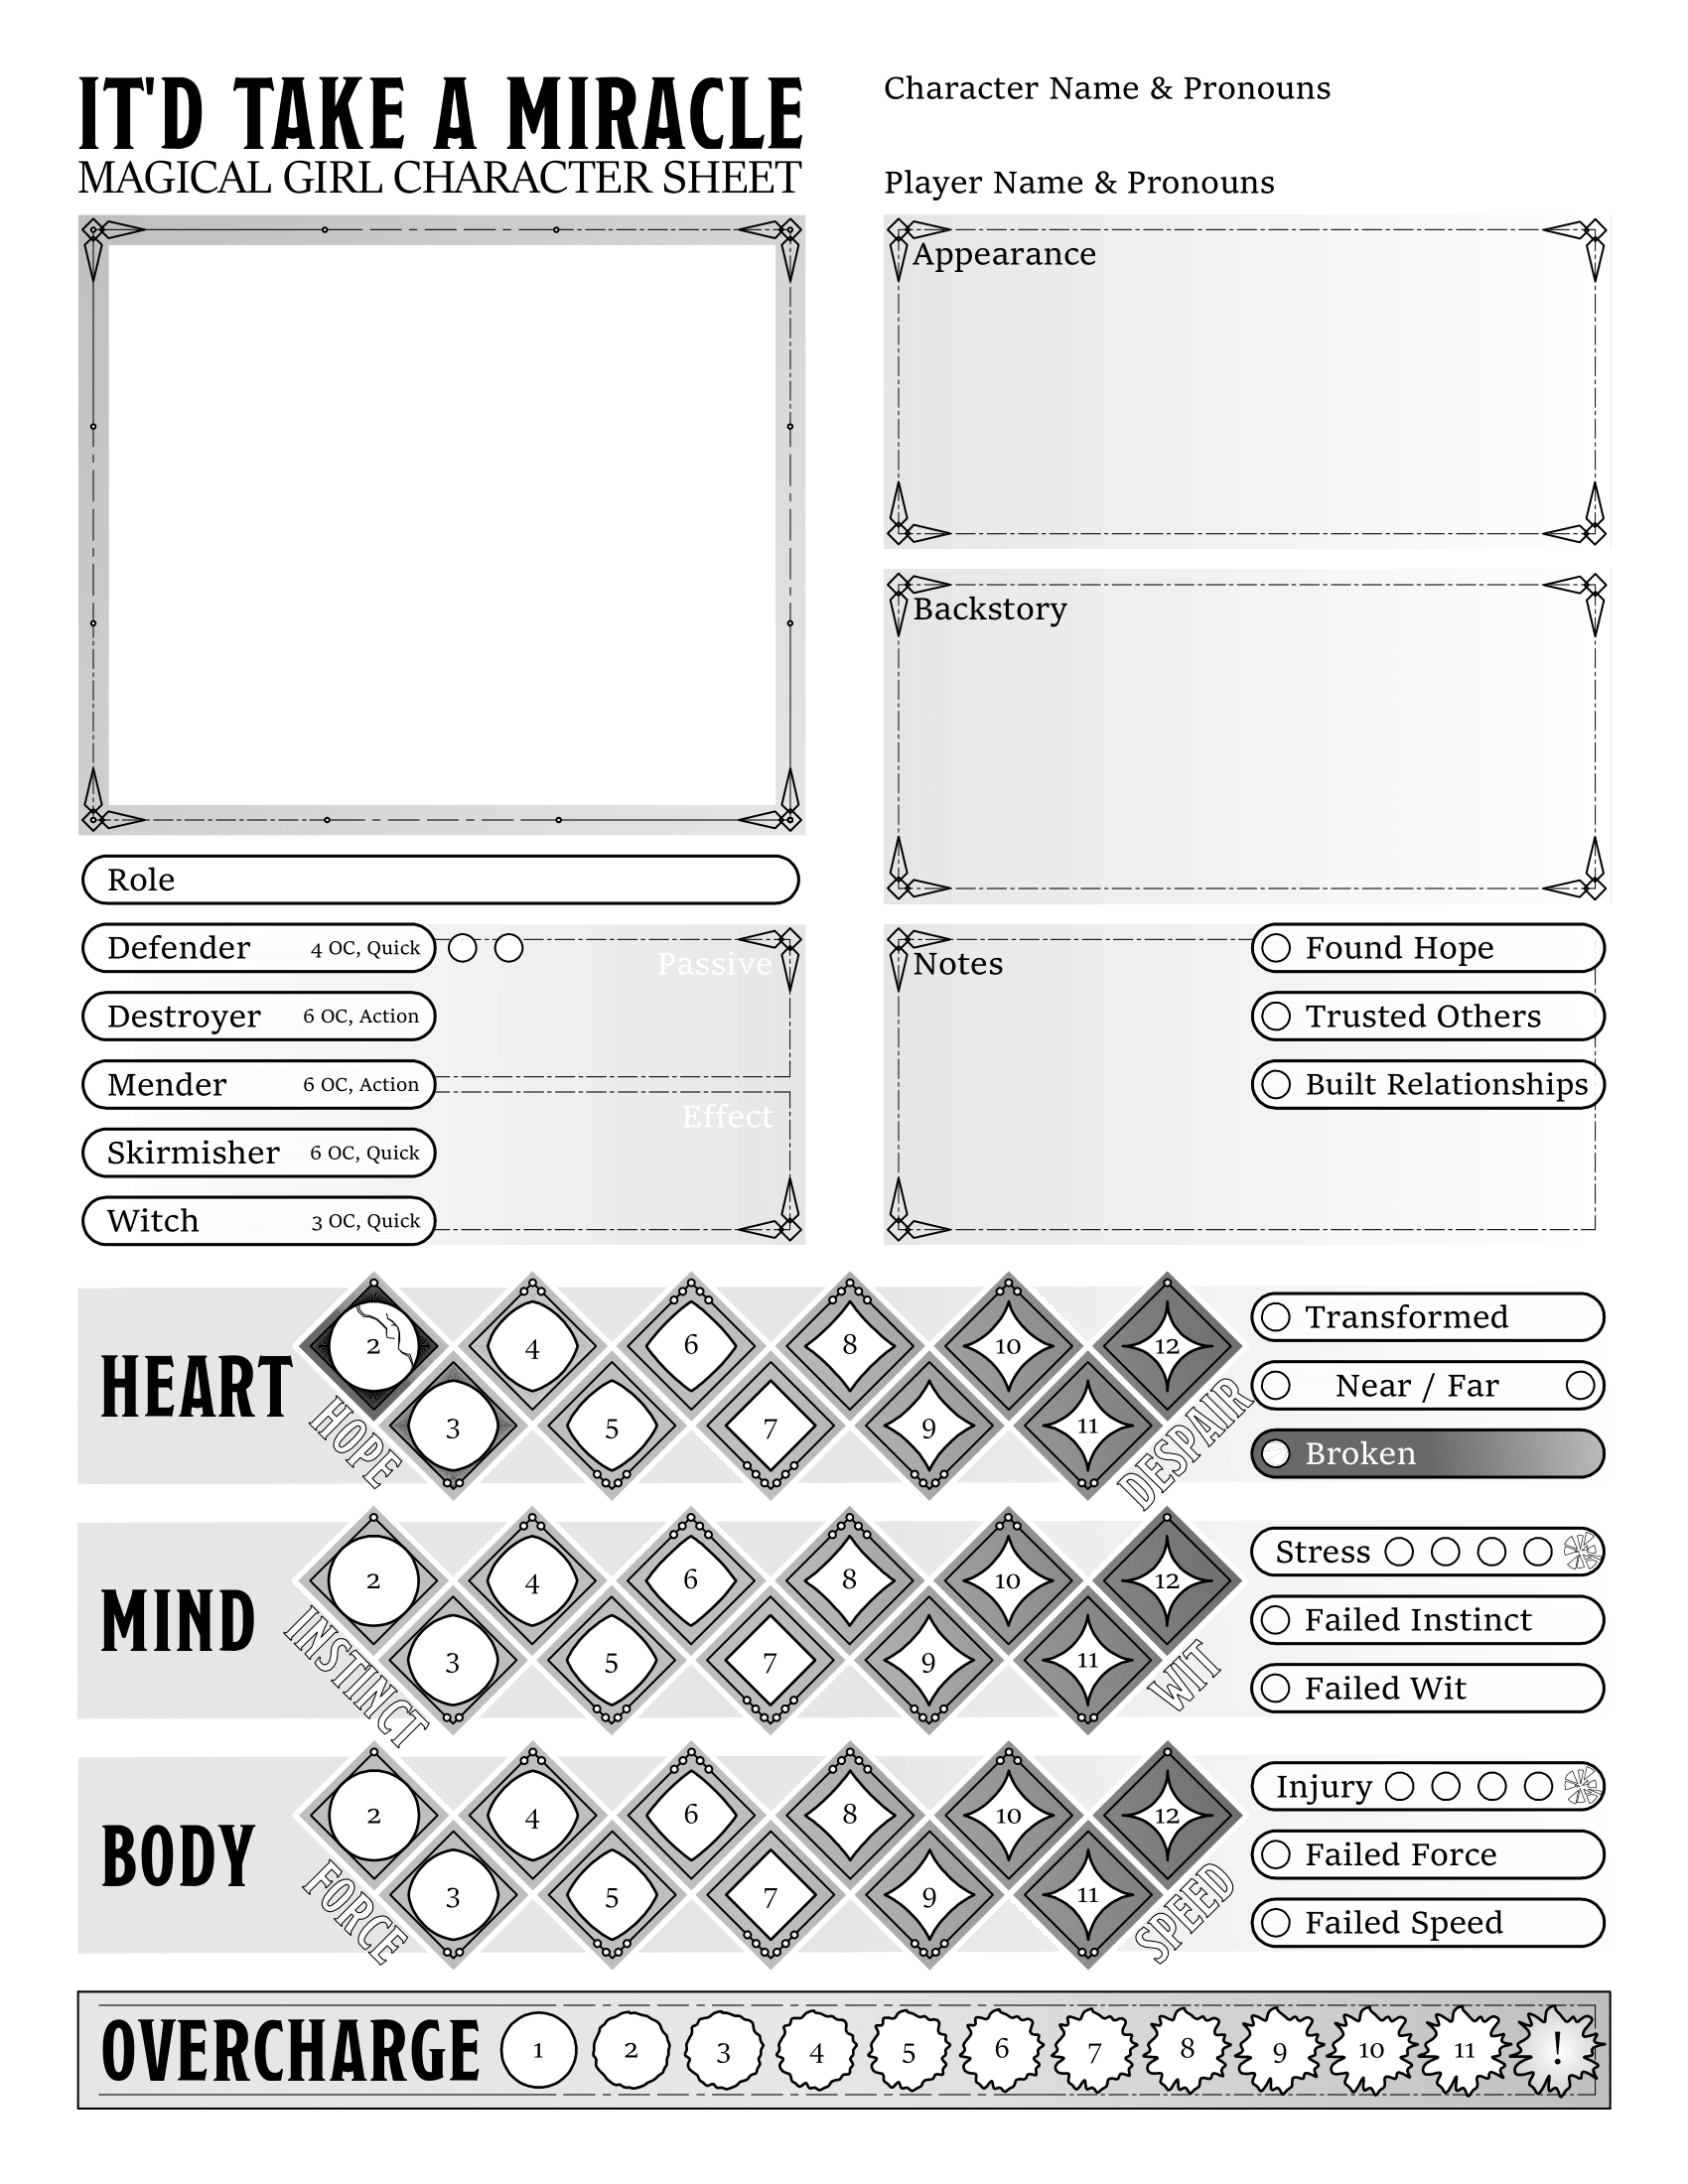 IT'D TAKE A MIRACLE
MAGICAL GIRL CHARACTER SHEET
Character Name & Pronouns
Player Name & Pronouns
Appearance
Backstory
Role
Defender 4 OC, Quick
Passive
Destroyer 6 OC, Action
Mender 6 OC, Action
Effect
Skirmisher 6 OC, Quick
Witch 3 OC, Quick
Notes
Found Hope
Trusted Others
Built Relationships
HEART
2 4 6 8 10 12
3 5 7 9 11
HOPE
DESPAIR
Transformed
Near / Far
Broken
MIND
2 4 6 8 10 12
3 5 7 9 11
INSTINCT
WIT
Stress
Failed Instinct
Failed Wit
BODY
2 4 6 8 10 12
3 5 7 9 11
FORCE
SPEED
Injury
Failed Force
Failed Speed
OVERCHARGE 1 2 3 4 5 6 7 8 9 10 11 !